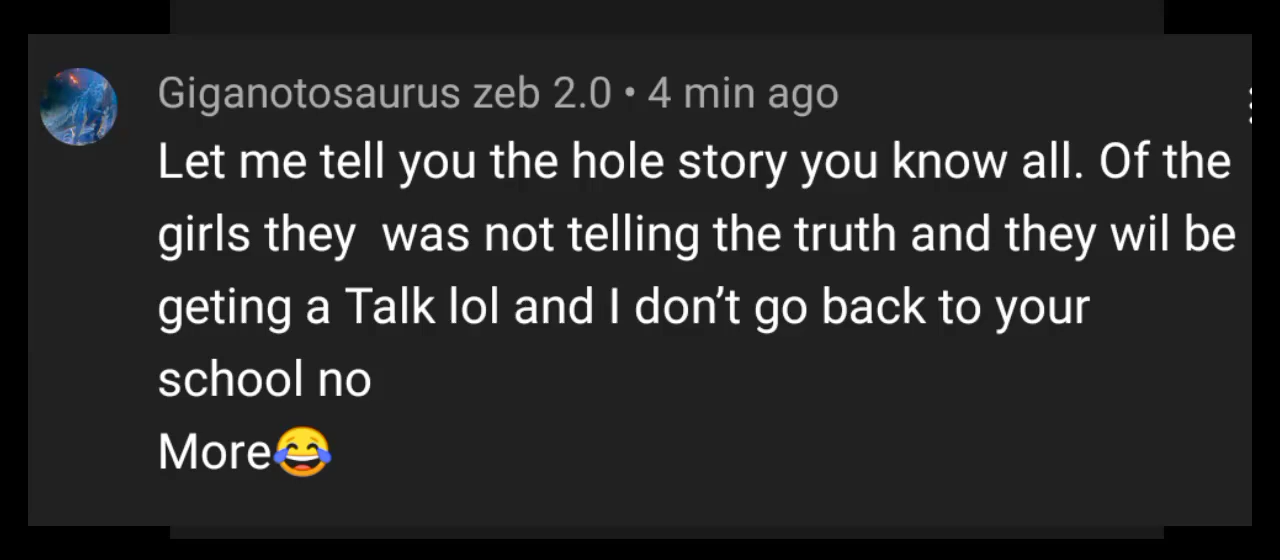 Giganotosaurus zeb 2.0 • 4 min ago
Let me tell you the hole story you know all. Of the
girls they  was not telling the truth and they wil be
geting a Talk lol and I don’t go back to your
school no
More😂